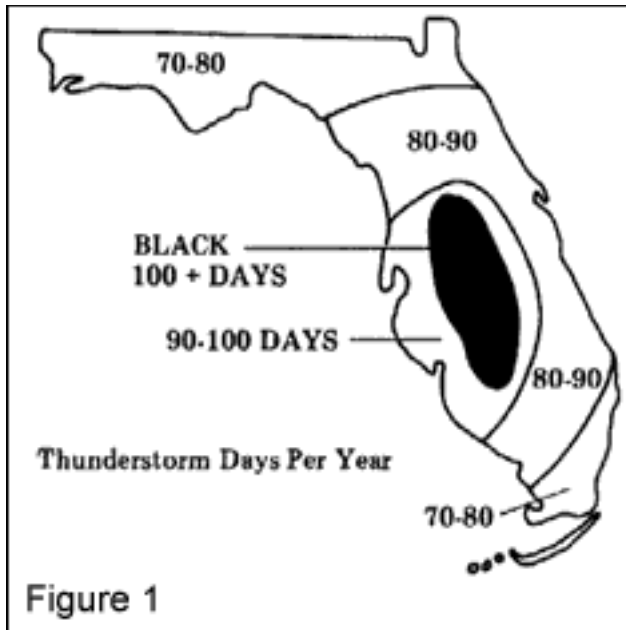 70-80
80-90
BLACK
100 + DAYS
90-100 DAYS
80-90
Thunderstorm Days Per Year
70-80
Figure 1